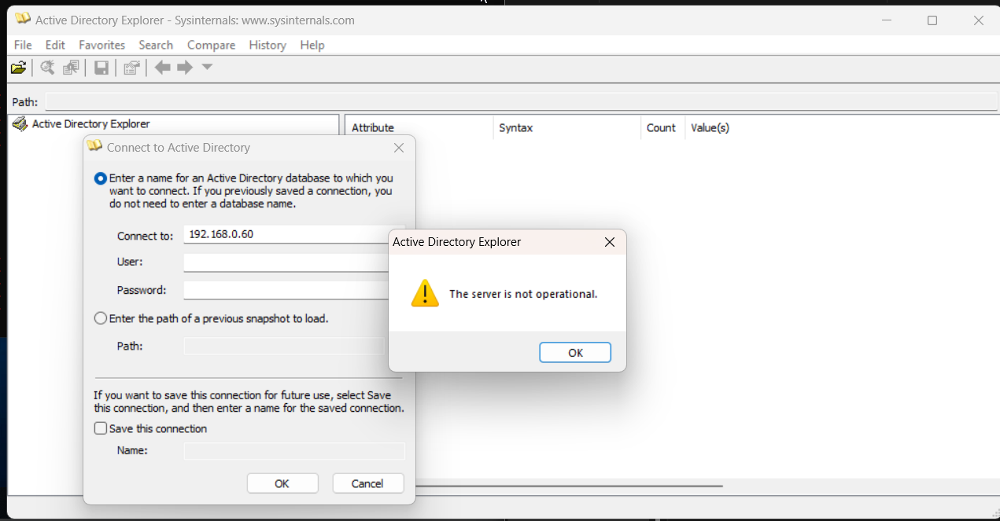 Active Directory Explorer - Sysinternals: www.sysinternals.com
File Edit Favorites Search Compare History Help
Path:
Active Directory Explorer
Attribute Syntax Count Value(s)
Connect to Active Directory
Enter a name for an Active Directory database to which you
want to connect. If you previously saved a connection, you
do not need to enter a database name.
Connect to: 192.168.0.60
User:
Password:
Enter the path of a previous snapshot to load.
Path:
If you want to save this connection for future use, select Save
this connection, and then enter a name for the saved connection.
Save this connection
Name:
OK Cancel
Active Directory Explorer
The server is not operational.
OK